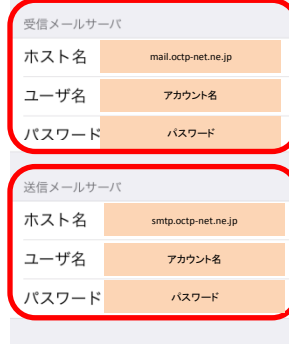 受信メールサーバ
ホスト名 mail.octp-net.ne.jp
ユーザ名 アカウント名
パスワード パスワード
送信メールサーバ
ホスト名 smtp.octp-net.ne.jp
ユーザ名 アカウント名
パスワード パスワード